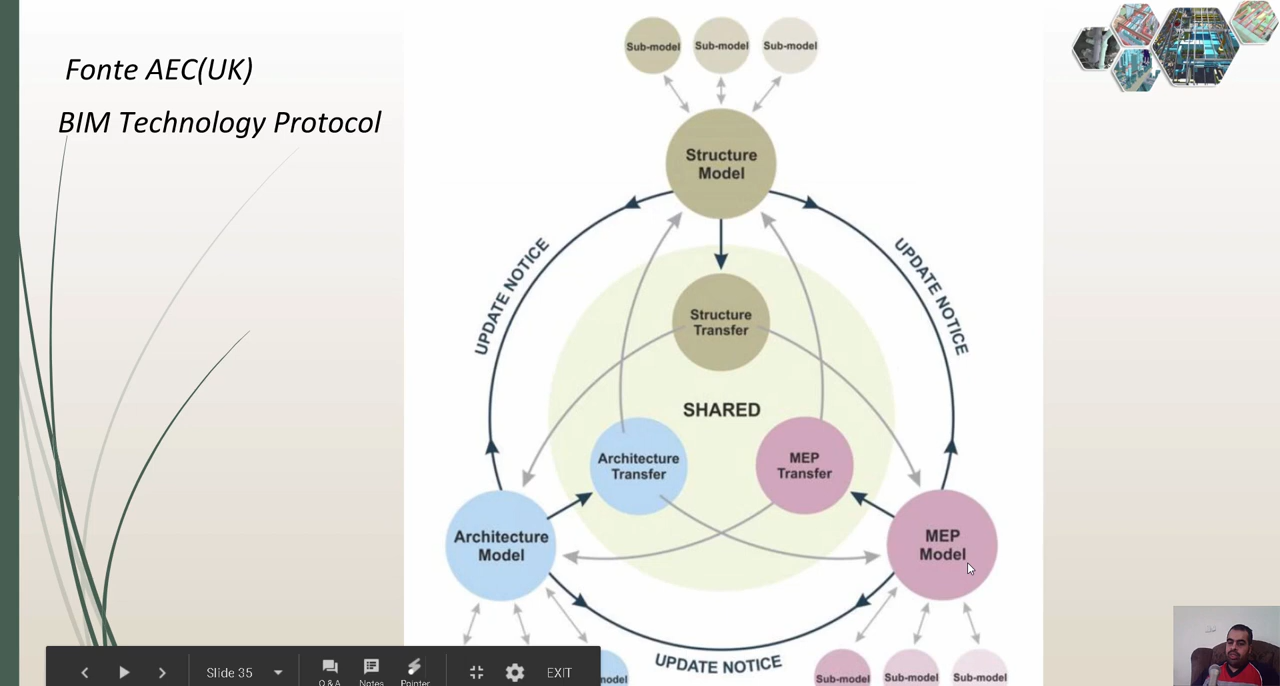 Fonte AEC(UK)
BIM Technology Protocol
Sub-model
Sub-model
Sub-model
Structure
Model
UPDATE NOTICE
UPDATE NOTICE
Structure
Transfer
SHARED
Architecture
Transfer
MEP
Transfer
Architecture
Model
MEP
Model
UPDATE NOTICE
model
Sub-model
Sub-model
Sub-model
Slide 35
Q & A
Notes
Pointer
EXIT